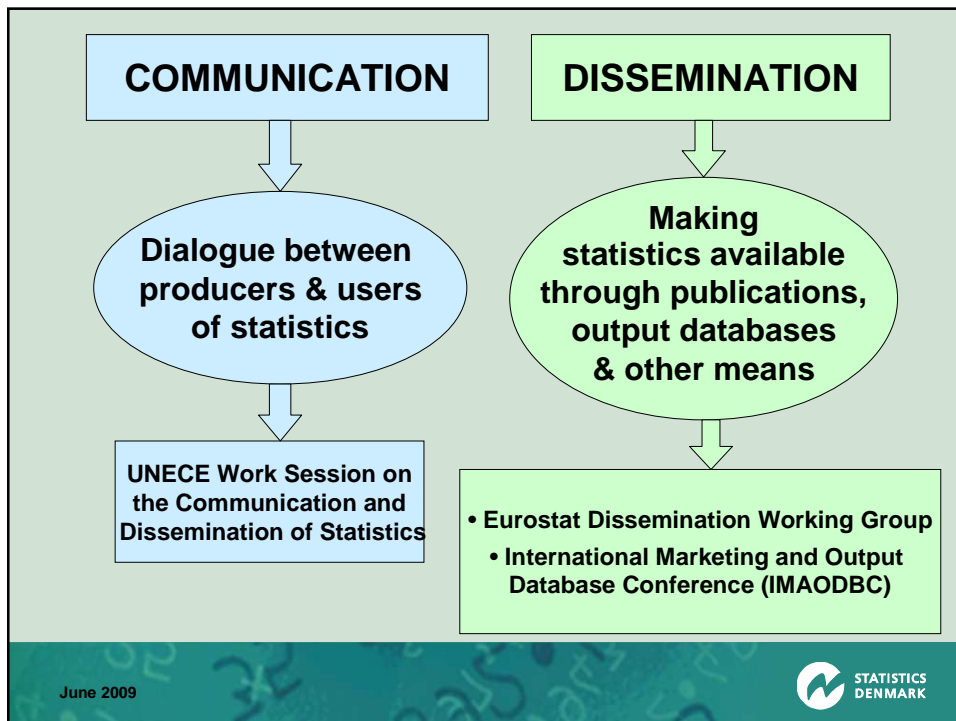 COMMUNICATION
Dialogue between
producers & users
of statistics
UNECE Work Session on
the Communication and
Dissemination of Statistics
DISSEMINATION
Making
statistics available
through publications,
output databases
& other means
• Eurostat Dissemination Working Group
• International Marketing and Output
Database Conference (IMAODBC)
June 2009
STATISTICS
DENMARK